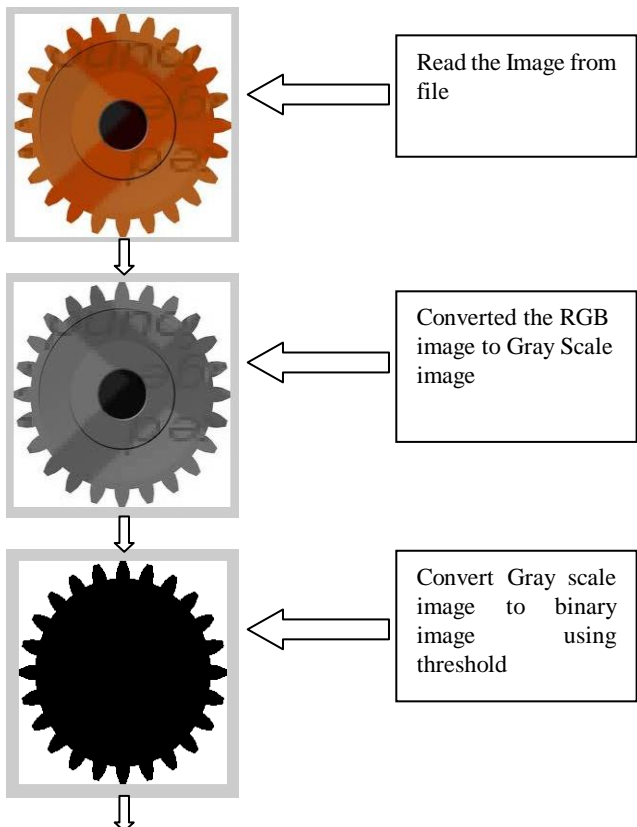 Read the Image from
file
Converted the RGB
image to Gray Scale
image
Convert Gray scale
image to binary
image using
threshold